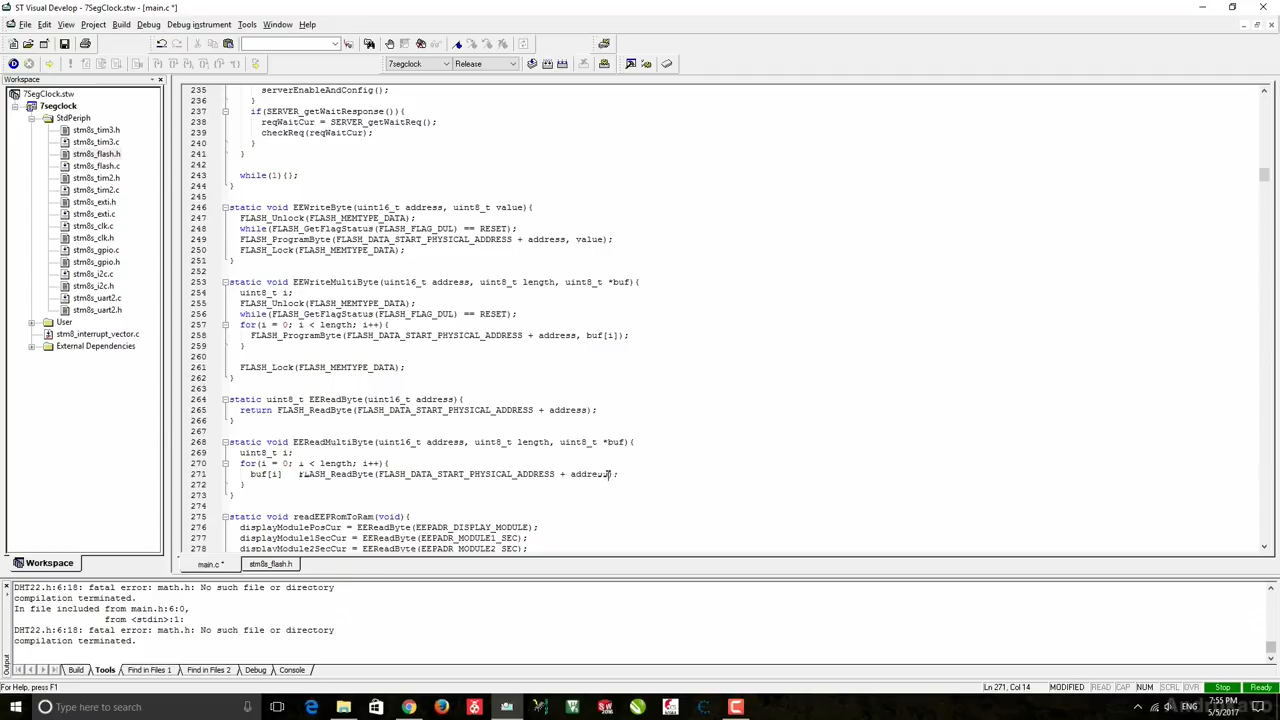 ST Visual Develop - 7SegClock.stw - [main.c *]
File Edit View Project Build Debug Debug instrument Tools Window Help
7segclock Release
Workspace
7SegClock.stw
7segclock
StdPeriph
stm8s_tim3.h
stm8s_tim3.c
stm8s_flash.h
stm8s_flash.c
stm8s_tim2.h
stm8s_tim2.c
stm8s_exti.h
stm8s_exti.c
stm8s_clk.c
stm8s_clk.h
stm8s_gpio.c
stm8s_gpio.h
stm8s_i2c.c
stm8s_i2c.h
stm8s_uart2.c
stm8s_uart2.h
User
stm8_interrupt_vector.c
External Dependencies
Workspace
235 serverEnableAndConfig();
236 }
237 if(SERVER_getWaitResponse()){
238 reqWaitCur = SERVER_getWaitReq();
239 checkReq(reqWaitCur);
240 }
241 }
242
243 while(1){};
244 }
245
246 static void EEWriteByte(uint16_t address, uint8_t value){
247 FLASH_Unlock(FLASH_MEMTYPE_DATA);
248 while(FLASH_GetFlagStatus(FLASH_FLAG_DUL) == RESET);
249 FLASH_ProgramByte(FLASH_DATA_START_PHYSICAL_ADDRESS + address, value);
250 FLASH_Lock(FLASH_MEMTYPE_DATA);
251 }
252
253 static void EEWriteMultiByte(uint16_t address, uint8_t length, uint8_t *buf){
254 uint8_t i;
255 FLASH_Unlock(FLASH_MEMTYPE_DATA);
256 while(FLASH_GetFlagStatus(FLASH_FLAG_DUL) == RESET);
257 for(i = 0; i < length; i++){
258 FLASH_ProgramByte(FLASH_DATA_START_PHYSICAL_ADDRESS + address, buf[i]);
259 }
260
261 FLASH_Lock(FLASH_MEMTYPE_DATA);
262 }
263
264 static uint8_t EEReadByte(uint16_t address){
265 return FLASH_ReadByte(FLASH_DATA_START_PHYSICAL_ADDRESS + address);
266 }
267
268 static void EEReadMultiByte(uint16_t address, uint8_t length, uint8_t *buf){
269 uint8_t i;
270 for(i = 0; i < length; i++){
271 buf[i] FLASH_ReadByte(FLASH_DATA_START_PHYSICAL_ADDRESS + address);
272 }
273 }
274
275 static void readEEPRomToRam(void){
276 displayModulePosCur = EEReadByte(EEPADR_DISPLAY_MODULE);
277 displayModule1SecCur = EEReadByte(EEPADR_MODULE1_SEC);
278 displayModule2SecCur = EEReadByte(EEPADR_MODULE2_SEC);
main.c * stm8s_flash.h
DHT22.h:6:18: fatal error: math.h: No such file or directory
compilation terminated.
In file included from main.h:6:0,
from <stdin>:1:
DHT22.h:6:18: fatal error: math.h: No such file or directory
compilation terminated.
Output
Build Tools Find in Files 1 Find in Files 2 Debug Console
For Help, press F1 Ln 271, Col 14 MODIFIED READ CAP NUM SCRL OVR Stop Ready
Type here to search ENG 7:55 PM
5/5/2017